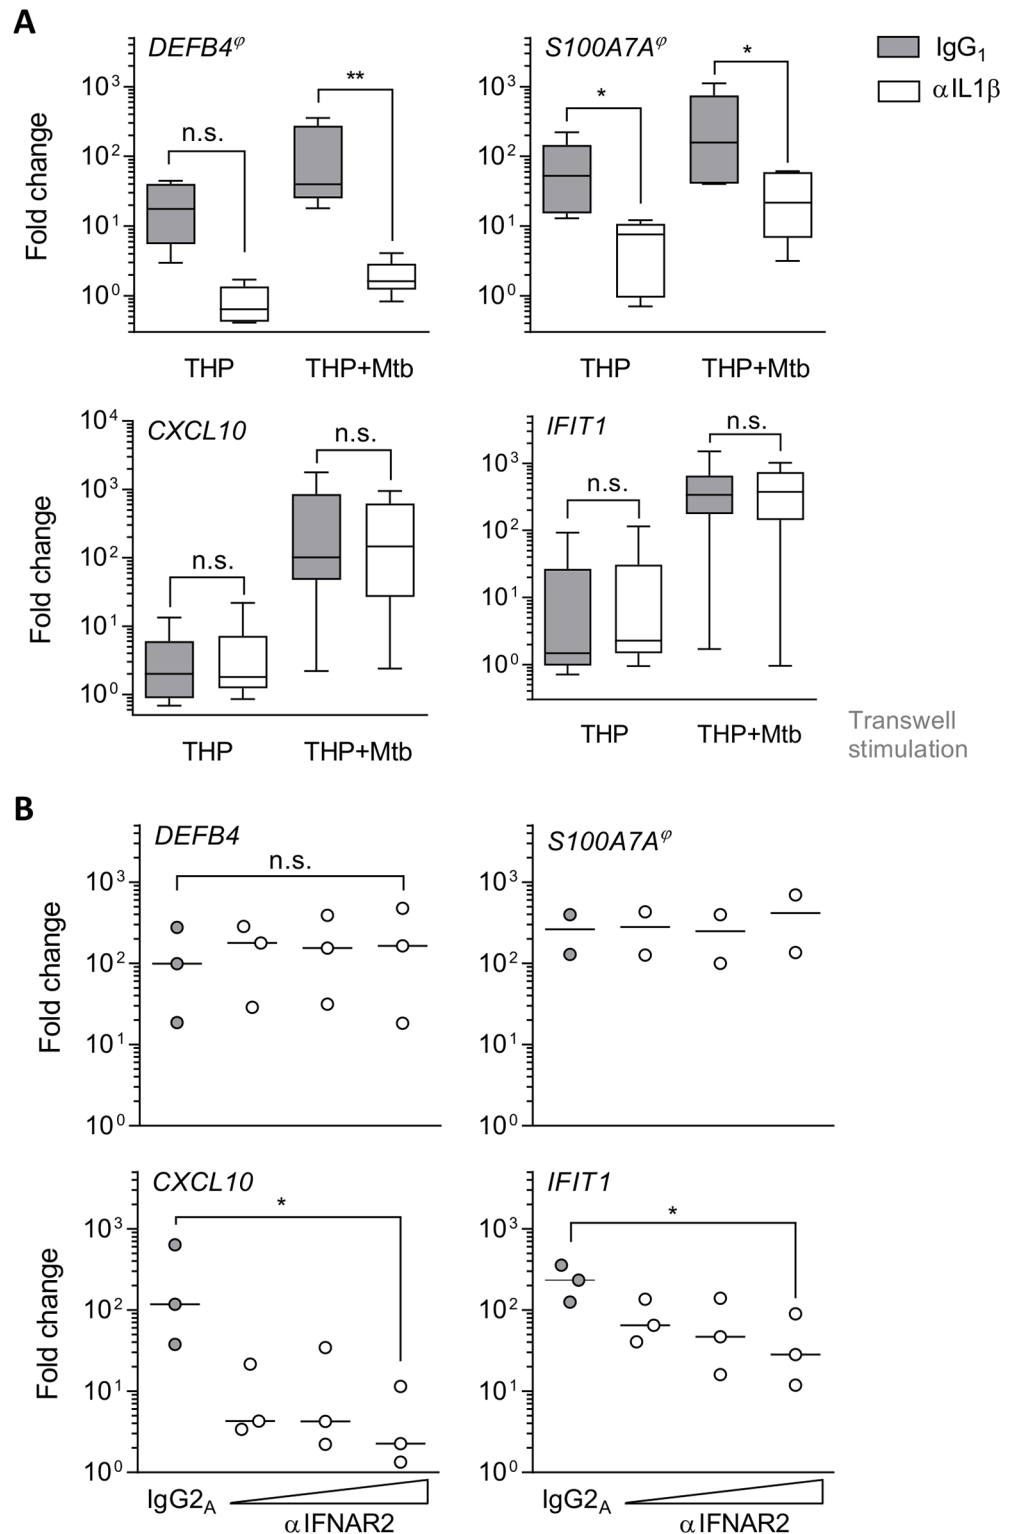 A
DEFB4φ
S100A7Aφ
IgG1
αIL1β
Fold change
10³
10²
10¹
10⁰
n.s.
**
THP
THP+Mtb
10³
10²
10¹
10⁰
*
*
THP
THP+Mtb
CXCL10
Fold change
10⁴
10³
10²
10¹
10⁰
n.s.
n.s.
THP
THP+Mtb
IFIT1
10³
10²
10¹
10⁰
n.s.
n.s.
THP
THP+Mtb
Transwell
stimulation
B
DEFB4
Fold change
10³
10²
10¹
10⁰
n.s.
S100A7Aφ
10³
10²
10¹
10⁰
CXCL10
Fold change
10³
10²
10¹
10⁰
*
IgG2A
αIFNAR2
IFIT1
10³
10²
10¹
10⁰
*
IgG2A
αIFNAR2